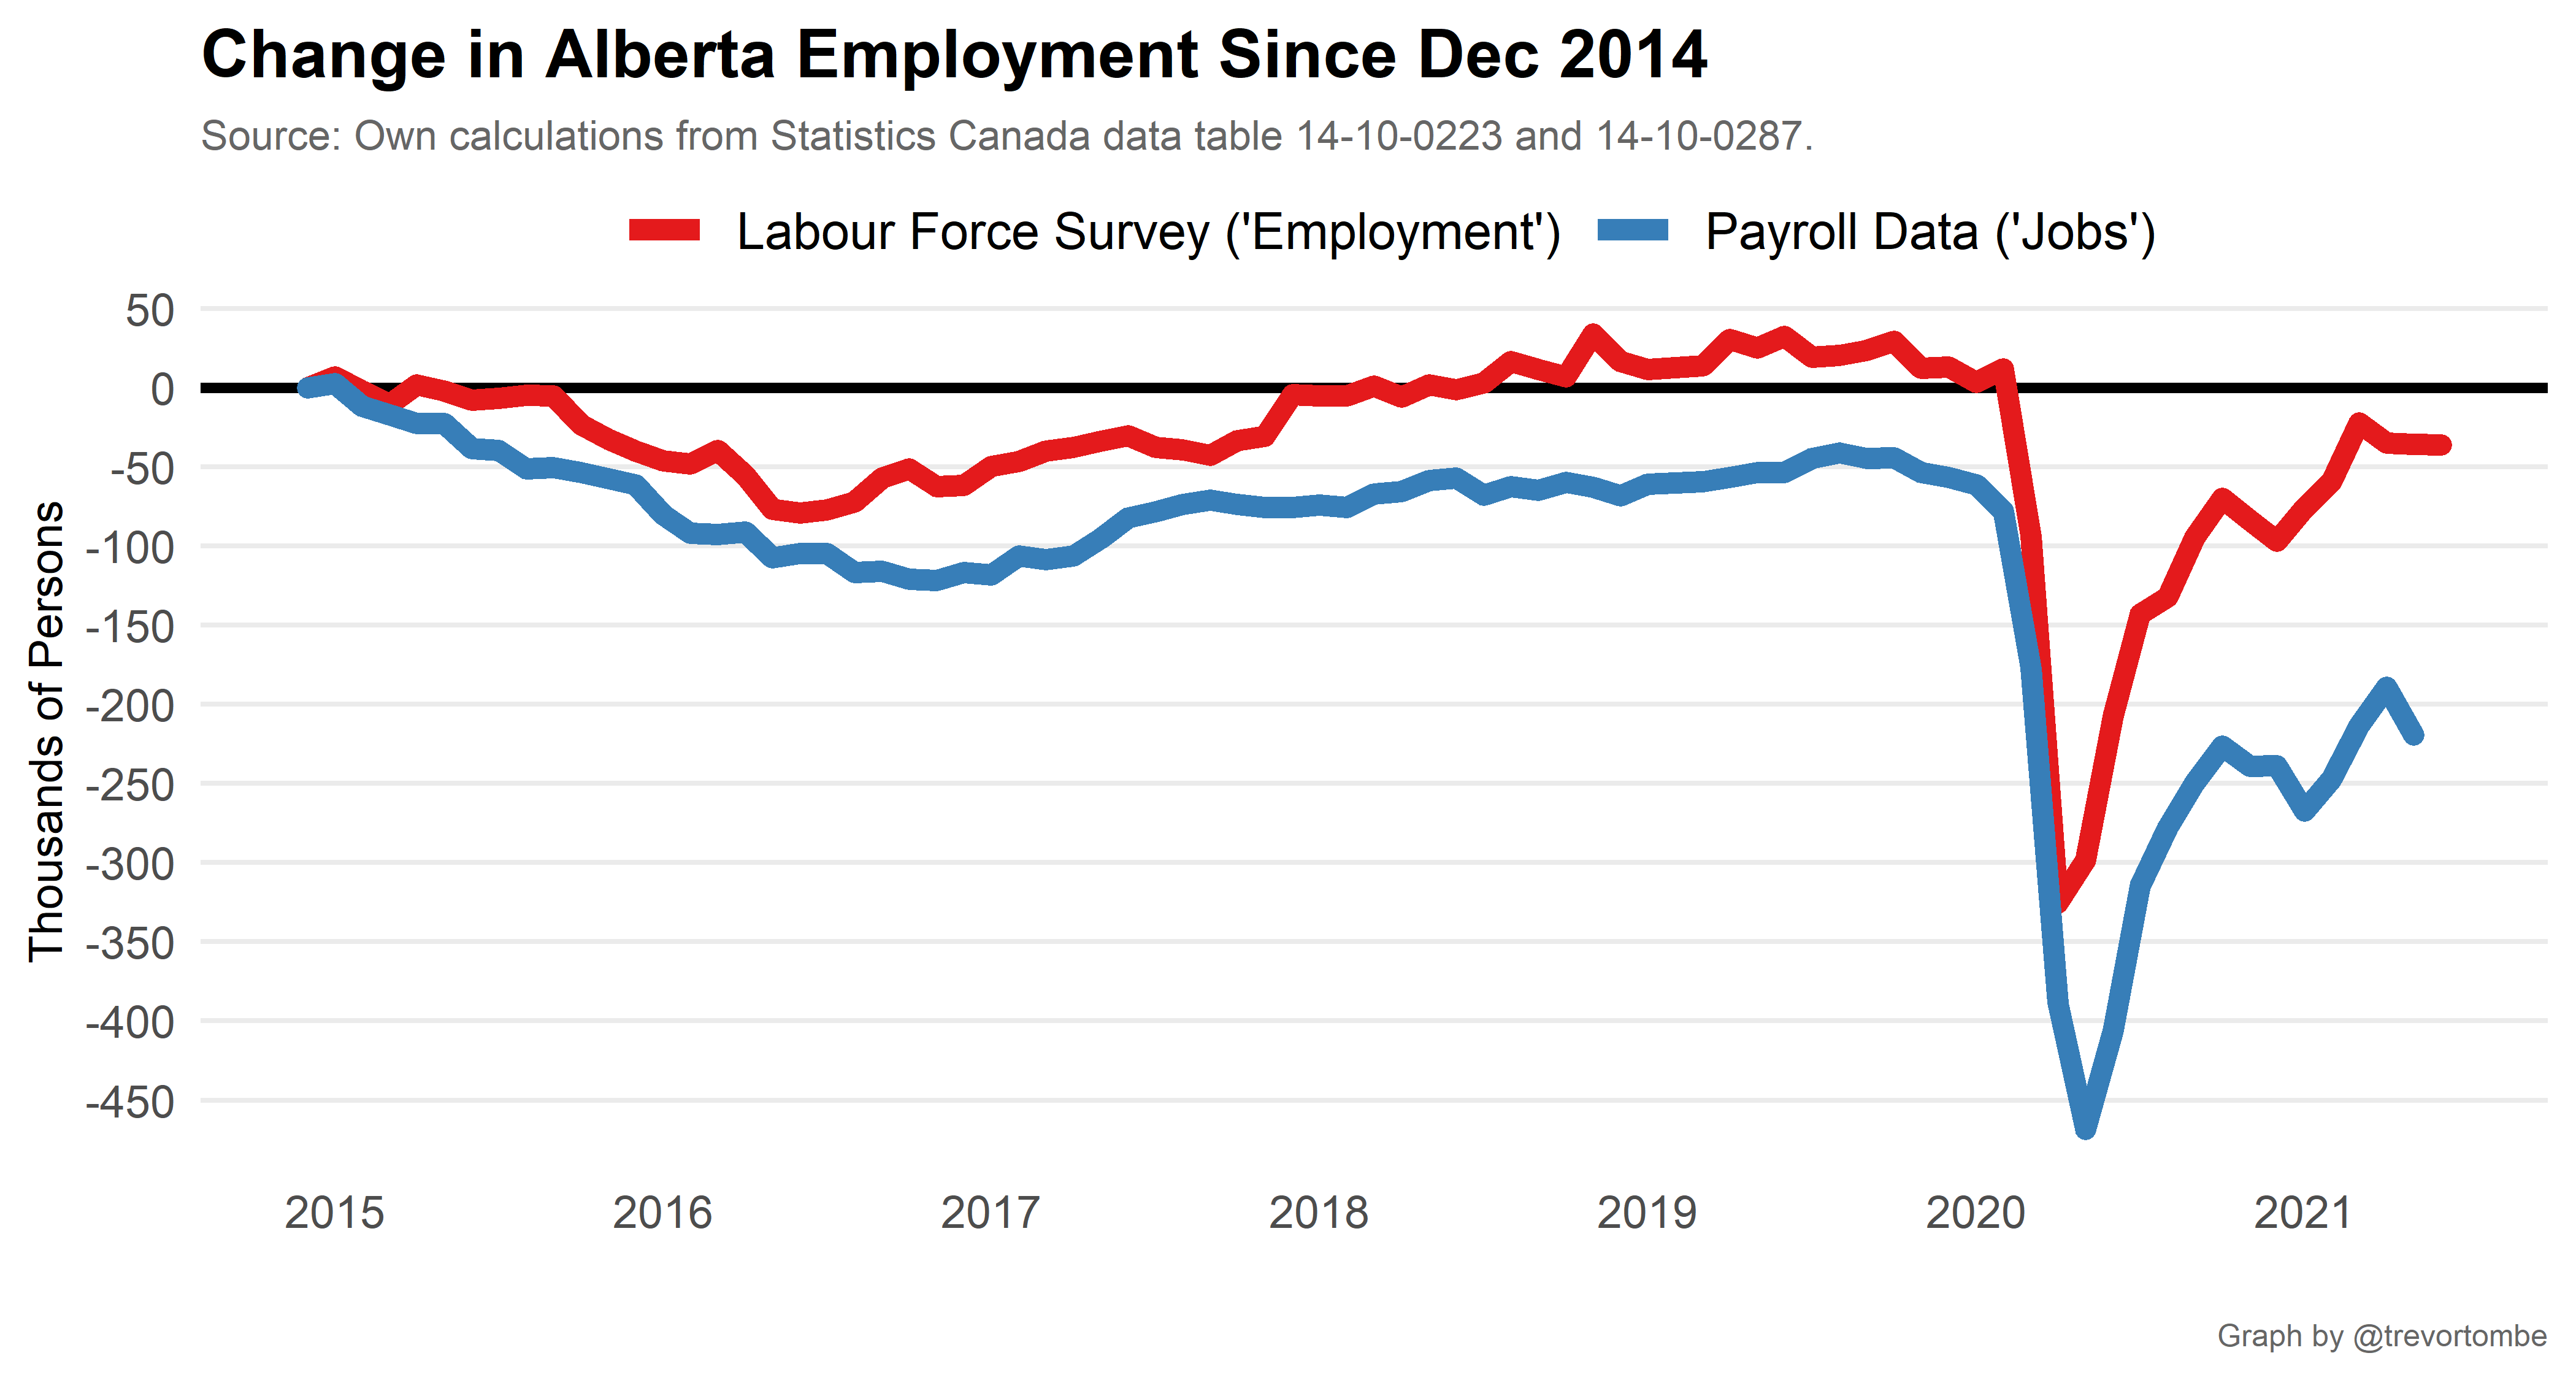 Change in Alberta Employment Since Dec 2014
Source: Own calculations from Statistics Canada data table 14-10-0223 and 14-10-0287.
Labour Force Survey ('Employment') Payroll Data ('Jobs')
Thousands of Persons
50
0
-50
-100
-150
-200
-250
-300
-350
-400
-450
2015 2016 2017 2018 2019 2020 2021
Graph by @trevortombe